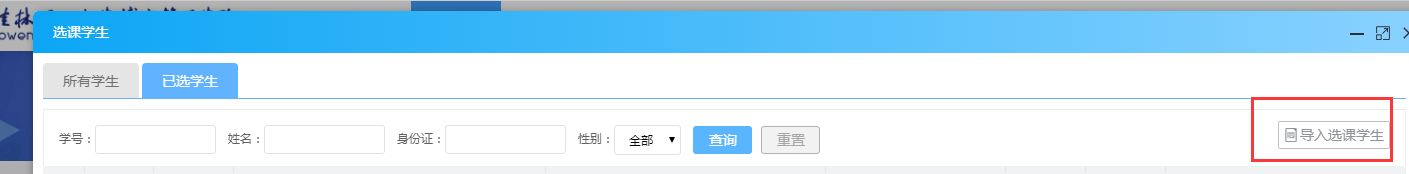 选课学生
所有学生 已选学生
学号： 姓名： 身份证： 性别： 全部 查询 重置 导入选课学生